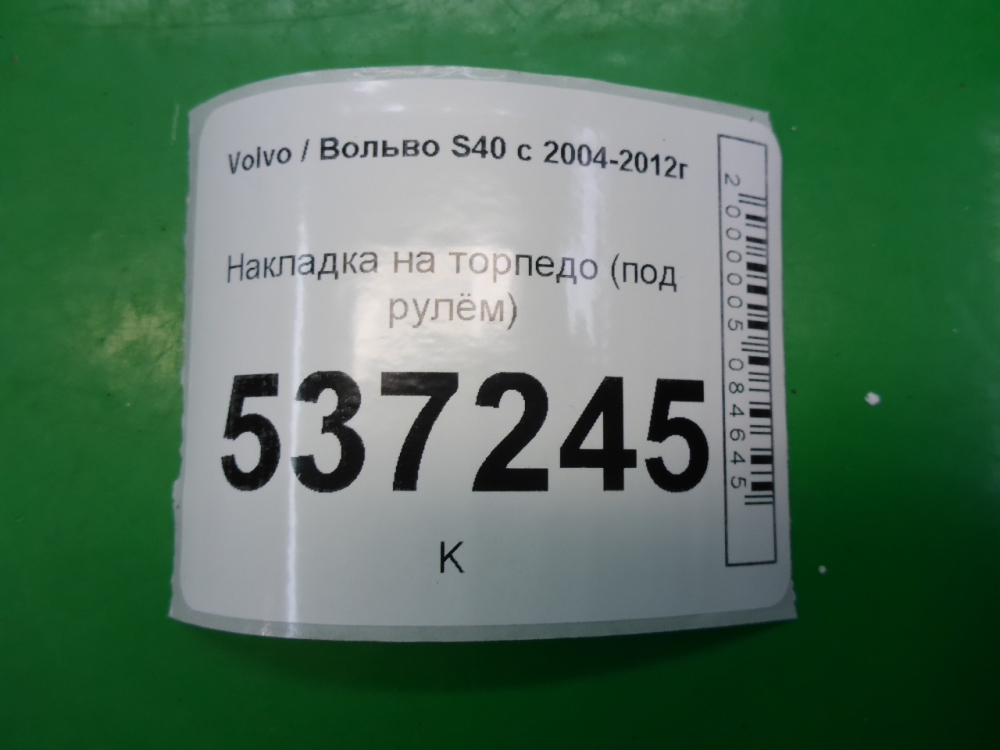 Volvo / Вольво S40 с 2004-2012г
Накладка на торпедо (под
рулём)
537245
К
2000005084645